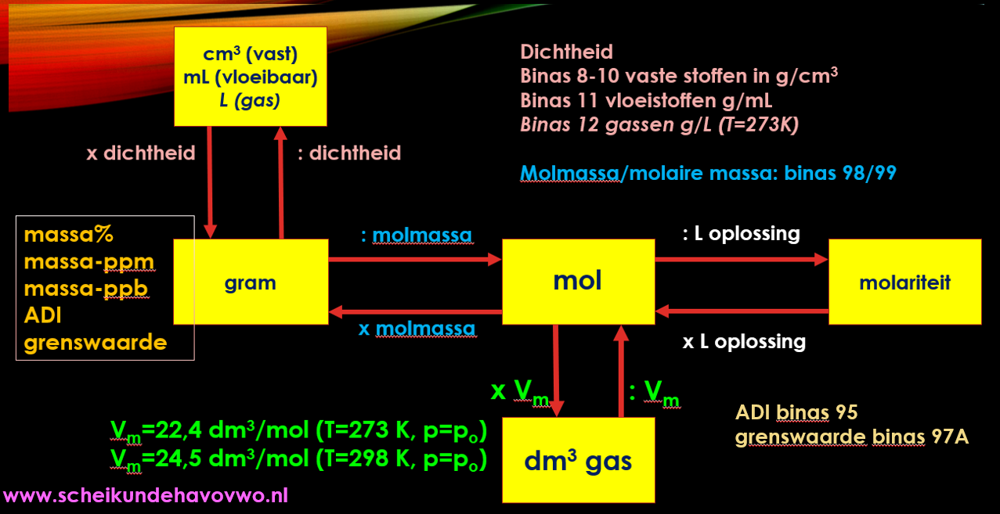 cm³ (vast)
mL (vloeibaar)
L (gas)
Dichtheid
Binas 8-10 vaste stoffen in g/cm³
Binas 11 vloeistoffen g/mL
Binas 12 gassen g/L (T=273K)
x dichtheid
: dichtheid
Molmassa/molaire massa: binas 98/99
massa%
massa-ppm
massa-ppb
ADI
grenswaarde
gram
: molmassa
x molmassa
mol
: L oplossing
x L oplossing
molariteit
x Vₘ
: Vₘ
Vₘ=22,4 dm³/mol (T=273 K, p=pₒ)
Vₘ=24,5 dm³/mol (T=298 K, p=pₒ)
dm³ gas
ADI binas 95
grenswaarde binas 97A
www.scheikundehavovwo.nl